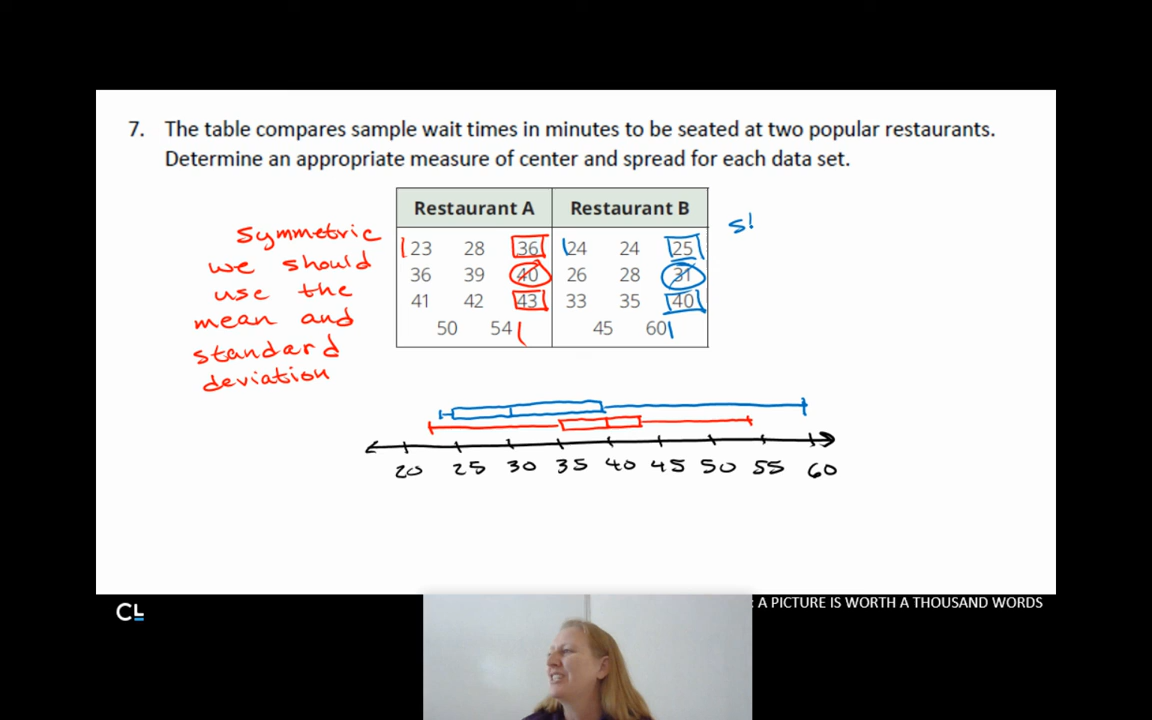 7. The table compares sample wait times in minutes to be seated at two popular restaurants.
Determine an appropriate measure of center and spread for each data set.
Restaurant A Restaurant B
23 28 36 24 24 25
36 39 40 26 28 31
41 42 43 33 35 40
50 54 45 60
symmetric
we should
use the
mean and
standard
deviation
20 25 30 35 40 45 50 55 60
CL
: A PICTURE IS WORTH A THOUSAND WORDS